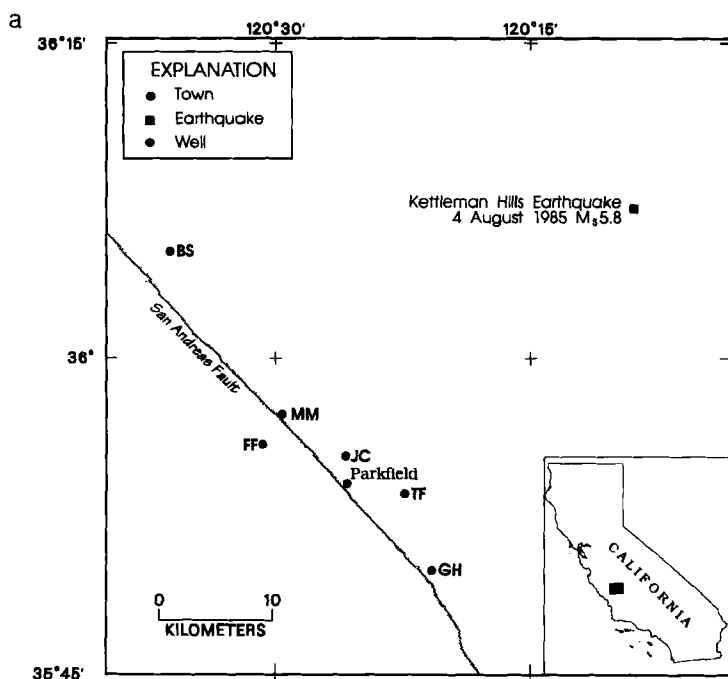 a
120°30'
120°15'
36°15'
EXPLANATION
Town
Earthquake
Well
Kettleman Hills Earthquake
4 August 1985 Ms5.8
BS
San Andreas Fault
36°
MM
FF
JC
Parkfield
TF
GH
CALIFORNIA
0 10
KILOMETERS
35°45'